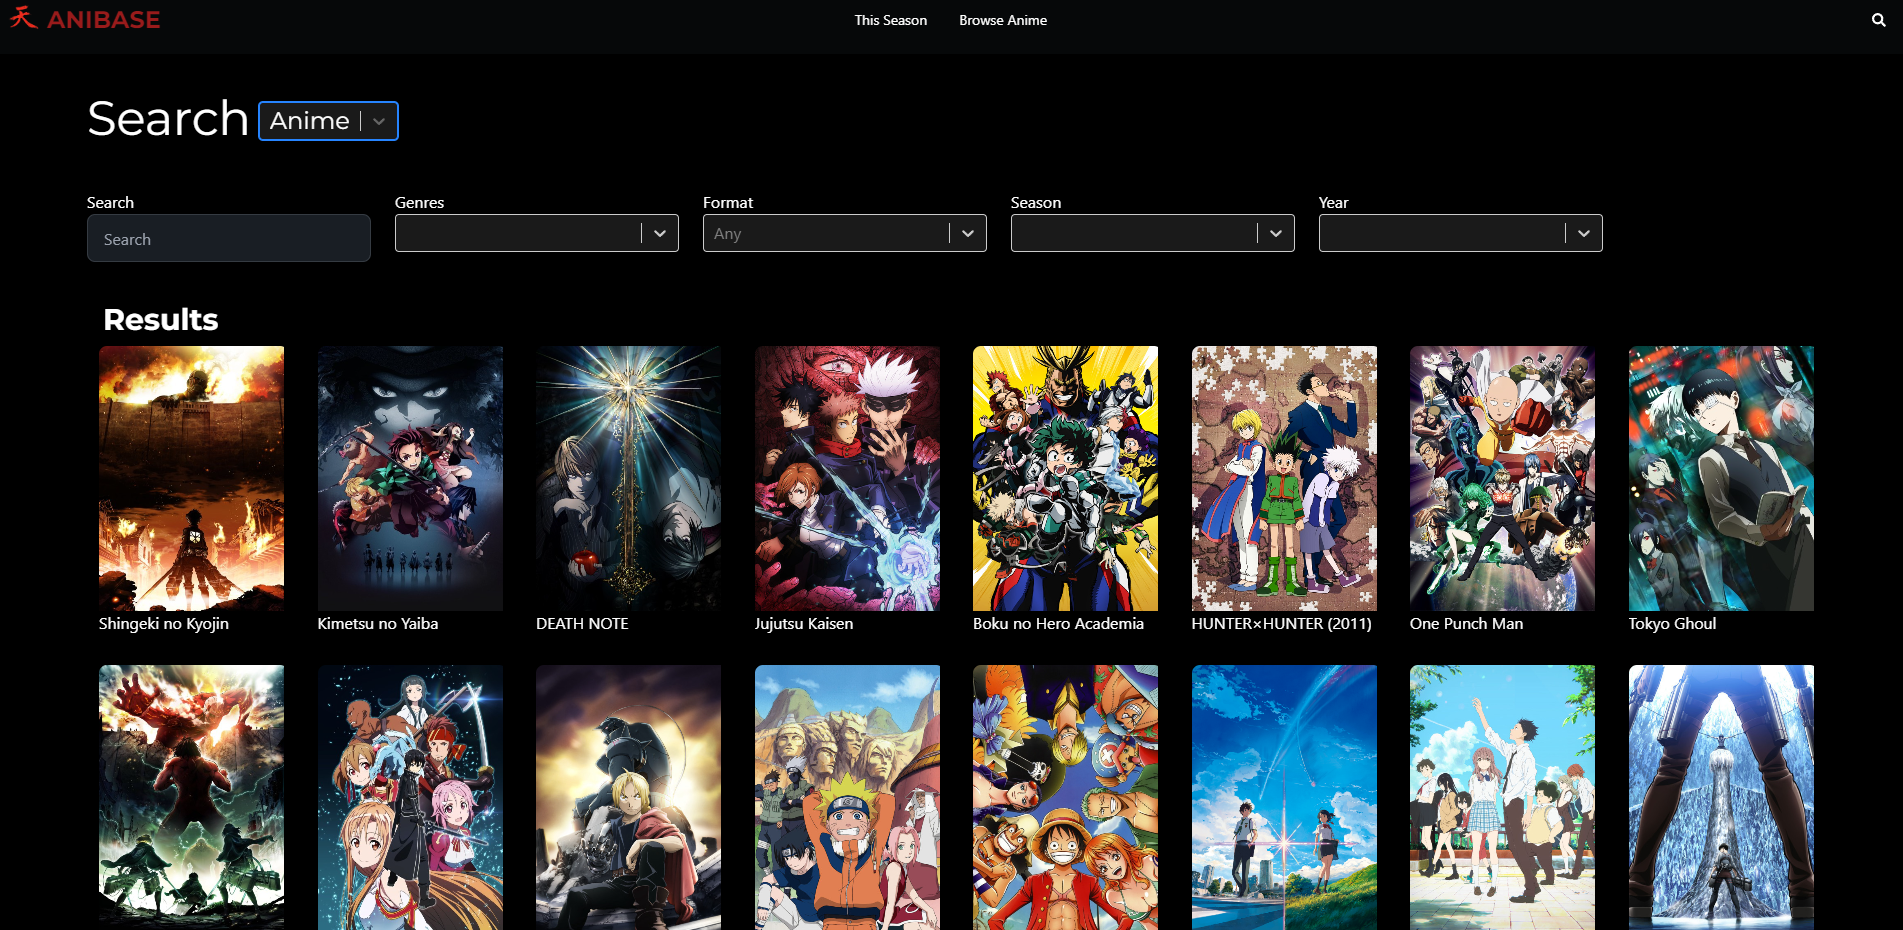 天 ANIBASE
This Season
Browse Anime
Search Anime
Search
Genres
Format
Season
Year
Search
Any
Results
Shingeki no Kyojin
Kimetsu no Yaiba
DEATH NOTE
Jujutsu Kaisen
Boku no Hero Academia
HUNTER×HUNTER (2011)
One Punch Man
Tokyo Ghoul